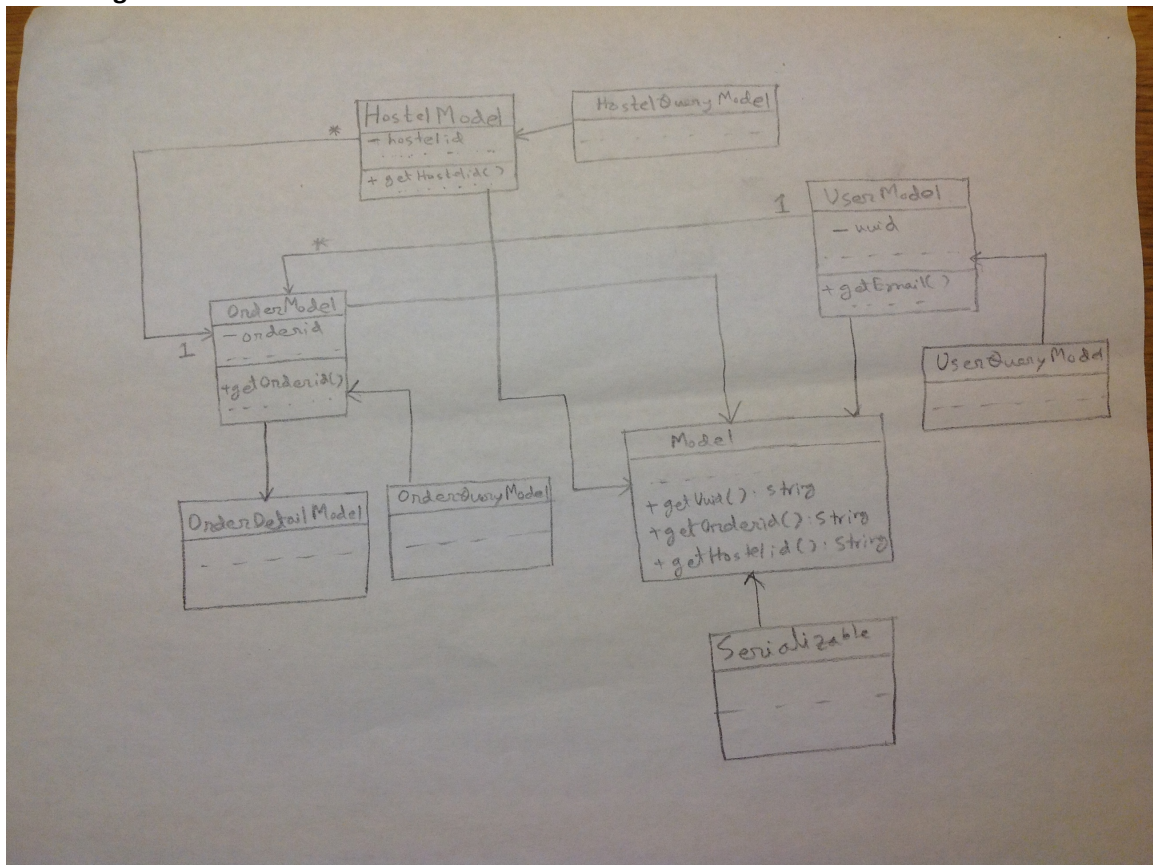 HostelModel
- hostelid
+ getHostelid()
HostelQueryModel
*
1
UserModel
- uuid
+ getEmail()
*
OrderModel
- orderid
+getOrderid()
1
UserQueryModel
Model
+ getUuid() : String
+ getOrderid() : String
+ getHostelid() : String
OrderDetailModel
OrderQueryModel
Serializable